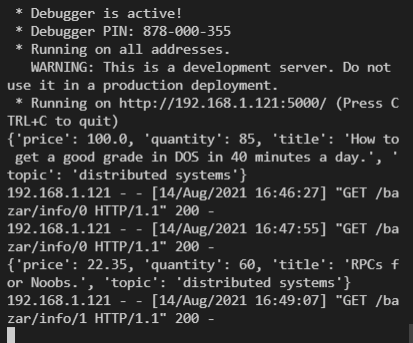 * Debugger is active!
* Debugger PIN: 878-000-355
* Running on all addresses.
WARNING: This is a development server. Do not
use it in a production deployment.
* Running on http://192.168.1.121:5000/ (Press C
TRL+C to quit)
{'price': 100.0, 'quantity': 85, 'title': 'How to
get a good grade in DOS in 40 minutes a day.', '
topic': 'distributed systems'}
192.168.1.121 - - [14/Aug/2021 16:46:27] "GET /ba
zar/info/0 HTTP/1.1" 200 -
192.168.1.121 - - [14/Aug/2021 16:47:55] "GET /ba
zar/info/0 HTTP/1.1" 200 -
{'price': 22.35, 'quantity': 60, 'title': 'RPCs f
or Noobs.', 'topic': 'distributed systems'}
192.168.1.121 - - [14/Aug/2021 16:49:07] "GET /ba
zar/info/1 HTTP/1.1" 200 -